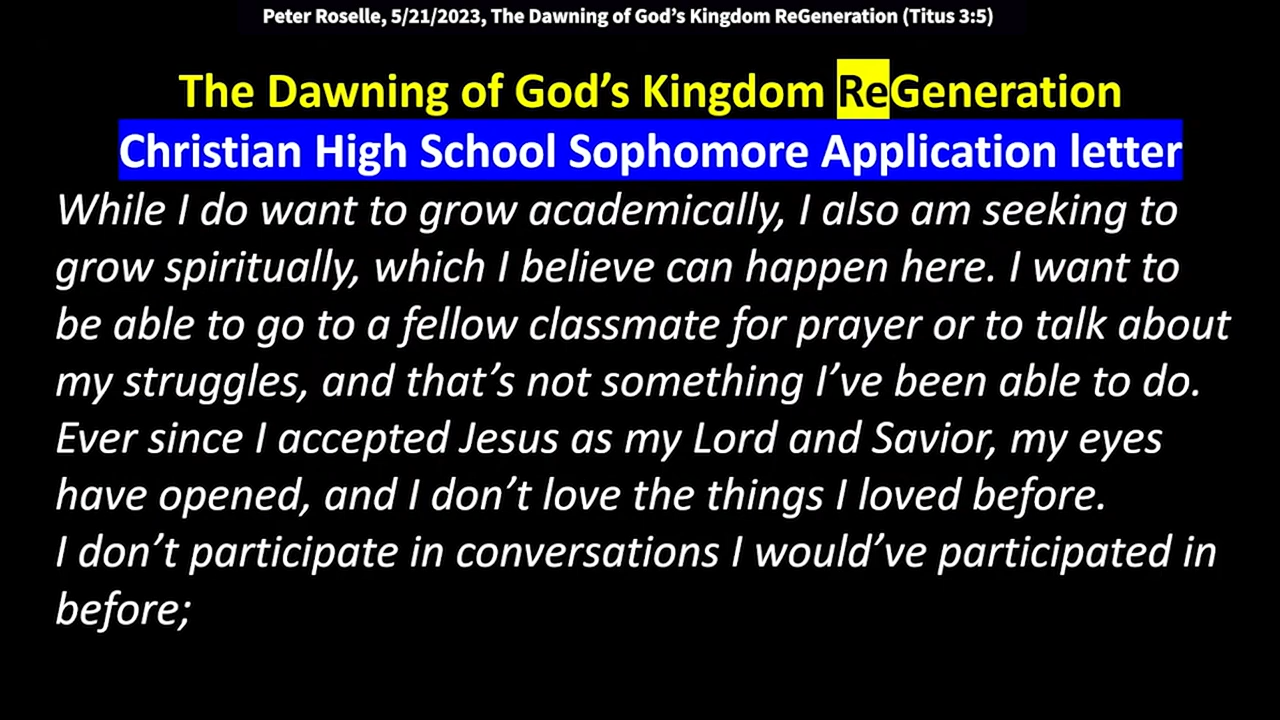 Peter Roselle, 5/21/2023, The Dawning of God’s Kingdom ReGeneration (Titus 3:5)
The Dawning of God’s Kingdom ReGeneration
Christian High School Sophomore Application letter
While I do want to grow academically, I also am seeking to
grow spiritually, which I believe can happen here. I want to
be able to go to a fellow classmate for prayer or to talk about
my struggles, and that’s not something I’ve been able to do.
Ever since I accepted Jesus as my Lord and Savior, my eyes
have opened, and I don’t love the things I loved before.
I don’t participate in conversations I would’ve participated in
before;